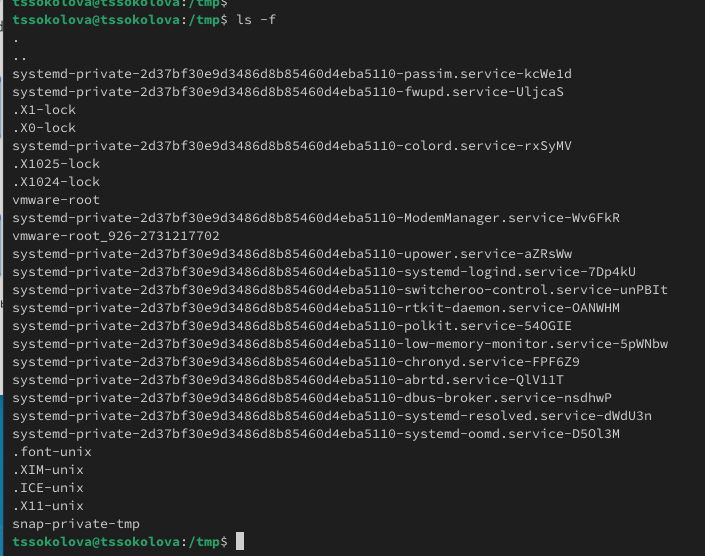 tssokolova@tssokolova:/tmp$
tssokolova@tssokolova:/tmp$ ls -f
.
..
systemd-private-2d37bf30e9d3486d8b85460d4eba5110-passim.service-kcWe1d
systemd-private-2d37bf30e9d3486d8b85460d4eba5110-fwupd.service-UljcaS
.X1-lock
.X0-lock
systemd-private-2d37bf30e9d3486d8b85460d4eba5110-colord.service-rxSyMV
.X1025-lock
.X1024-lock
vmware-root
systemd-private-2d37bf30e9d3486d8b85460d4eba5110-ModemManager.service-Wv6FkR
vmware-root_926-2731217702
systemd-private-2d37bf30e9d3486d8b85460d4eba5110-upower.service-aZRsWw
systemd-private-2d37bf30e9d3486d8b85460d4eba5110-systemd-logind.service-7Dp4kU
systemd-private-2d37bf30e9d3486d8b85460d4eba5110-switcheroo-control.service-unPBIt
systemd-private-2d37bf30e9d3486d8b85460d4eba5110-rtkit-daemon.service-OANWHM
systemd-private-2d37bf30e9d3486d8b85460d4eba5110-polkit.service-54OGIE
systemd-private-2d37bf30e9d3486d8b85460d4eba5110-low-memory-monitor.service-5pWNbw
systemd-private-2d37bf30e9d3486d8b85460d4eba5110-chronyd.service-FPF6Z9
systemd-private-2d37bf30e9d3486d8b85460d4eba5110-abrtd.service-QlV11T
systemd-private-2d37bf30e9d3486d8b85460d4eba5110-dbus-broker.service-nsdhwP
systemd-private-2d37bf30e9d3486d8b85460d4eba5110-systemd-resolved.service-dWdU3n
systemd-private-2d37bf30e9d3486d8b85460d4eba5110-systemd-oomd.service-D5Ol3M
.font-unix
.XIM-unix
.ICE-unix
.X11-unix
snap-private-tmp
tssokolova@tssokolova:/tmp$